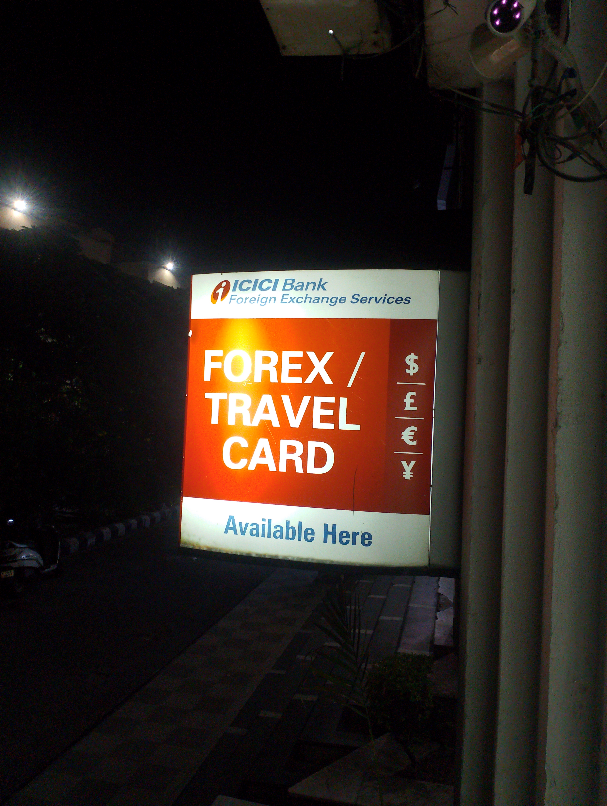 ICICI Bank
Foreign Exchange Services
FOREX /
TRAVEL
CARD
$
£
€
¥
Available Here